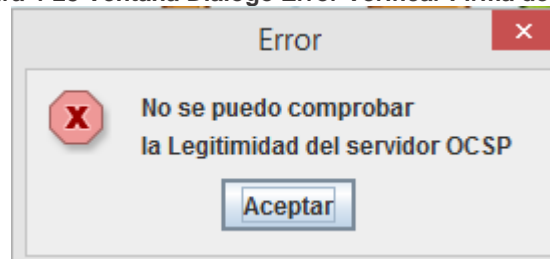 Error
No se puedo comprobar
la Legitimidad del servidor OCSP
Aceptar